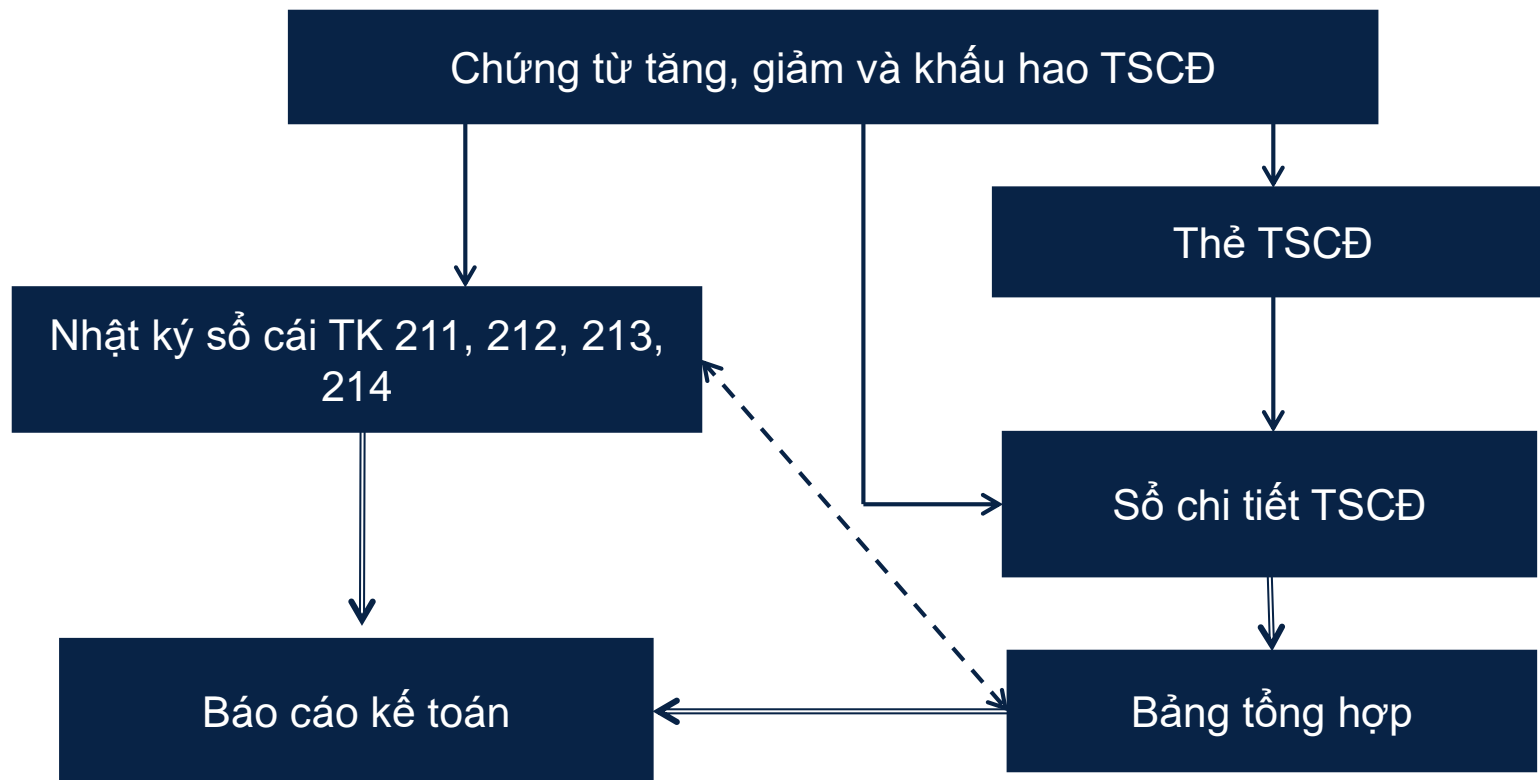 Chứng từ tăng, giảm và khấu hao TSCĐ
Thẻ TSCĐ
Nhật ký sổ cái TK 211, 212, 213,
214
Sổ chi tiết TSCĐ
Báo cáo kế toán
Bảng tổng hợp